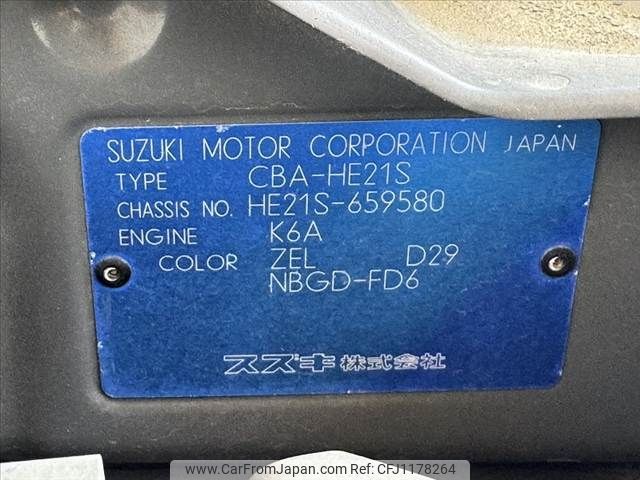 SUZUKI MOTOR CORPORATION JAPAN
TYPE CBA-HE21S
CHASSIS NO. HE21S-659580
ENGINE K6A
COLOR ZEL D29
NBGD-FD6
スズキ株式会社
www.CarFromJapan.com Ref-CFJ1178264